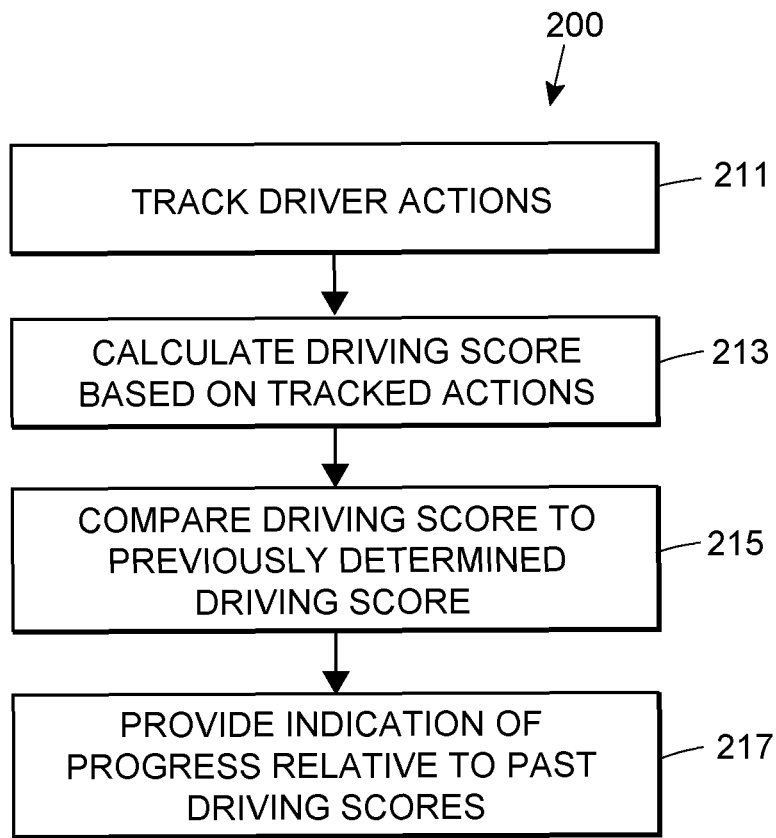 200
TRACK DRIVER ACTIONS
211
CALCULATE DRIVING SCORE
BASED ON TRACKED ACTIONS
213
COMPARE DRIVING SCORE TO
PREVIOUSLY DETERMINED
DRIVING SCORE
215
PROVIDE INDICATION OF
PROGRESS RELATIVE TO PAST
DRIVING SCORES
217